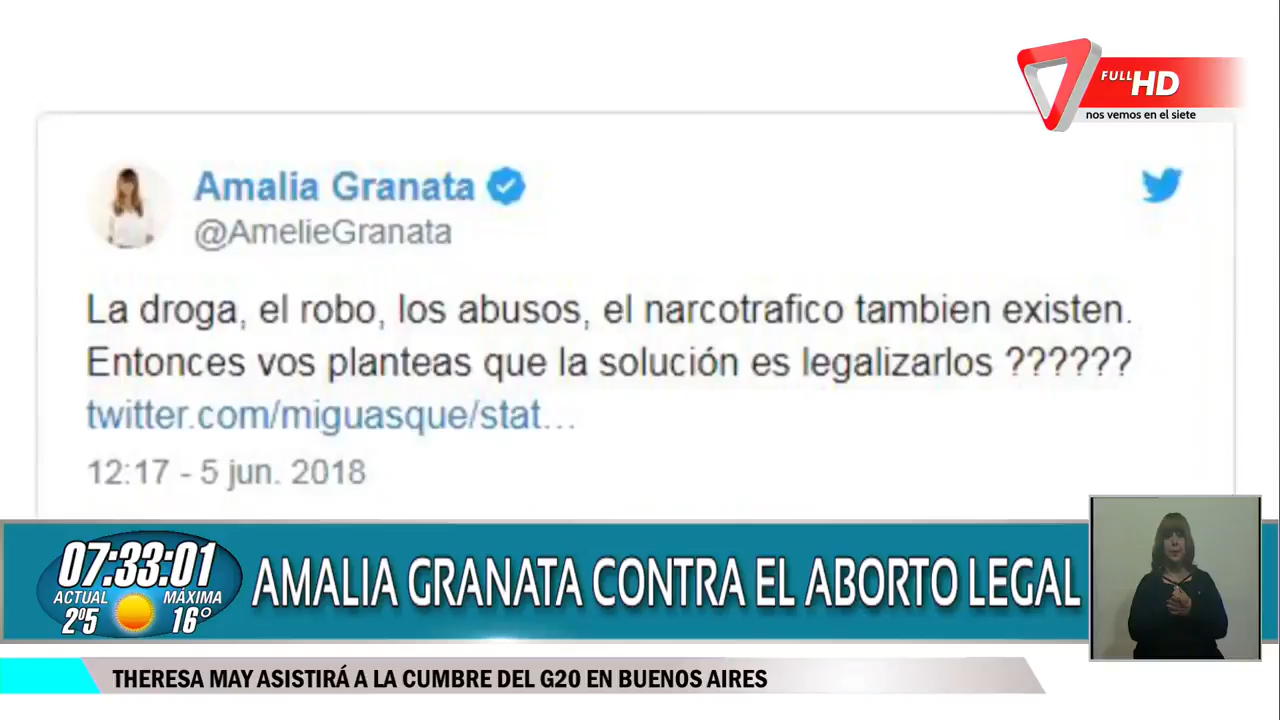 FULL HD
nos vemos en el siete
Amalia Granata
@AmelieGranata
La droga, el robo, los abusos, el narcotrafico tambien existen.
Entonces vos planteas que la solución es legalizarlos ??????
twitter.com/miguasque/stat...
12:17 - 5 jun. 2018
07:33:01
ACTUAL MÁXIMA
2º5 16°
AMALIA GRANATA CONTRA EL ABORTO LEGAL
THERESA MAY ASISTIRÁ A LA CUMBRE DEL G20 EN BUENOS AIRES